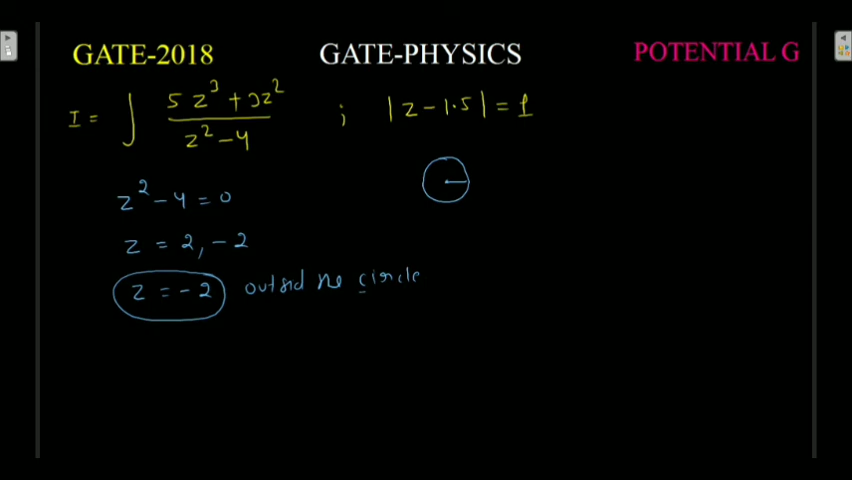 GATE-2018 GATE-PHYSICS POTENTIAL G
I = ∫ (5z³ + 3z²)/(z² − 4) ; |z − 1.5| = 1
z² − 4 = 0
z = 2, −2
z = −2 outsid the circle